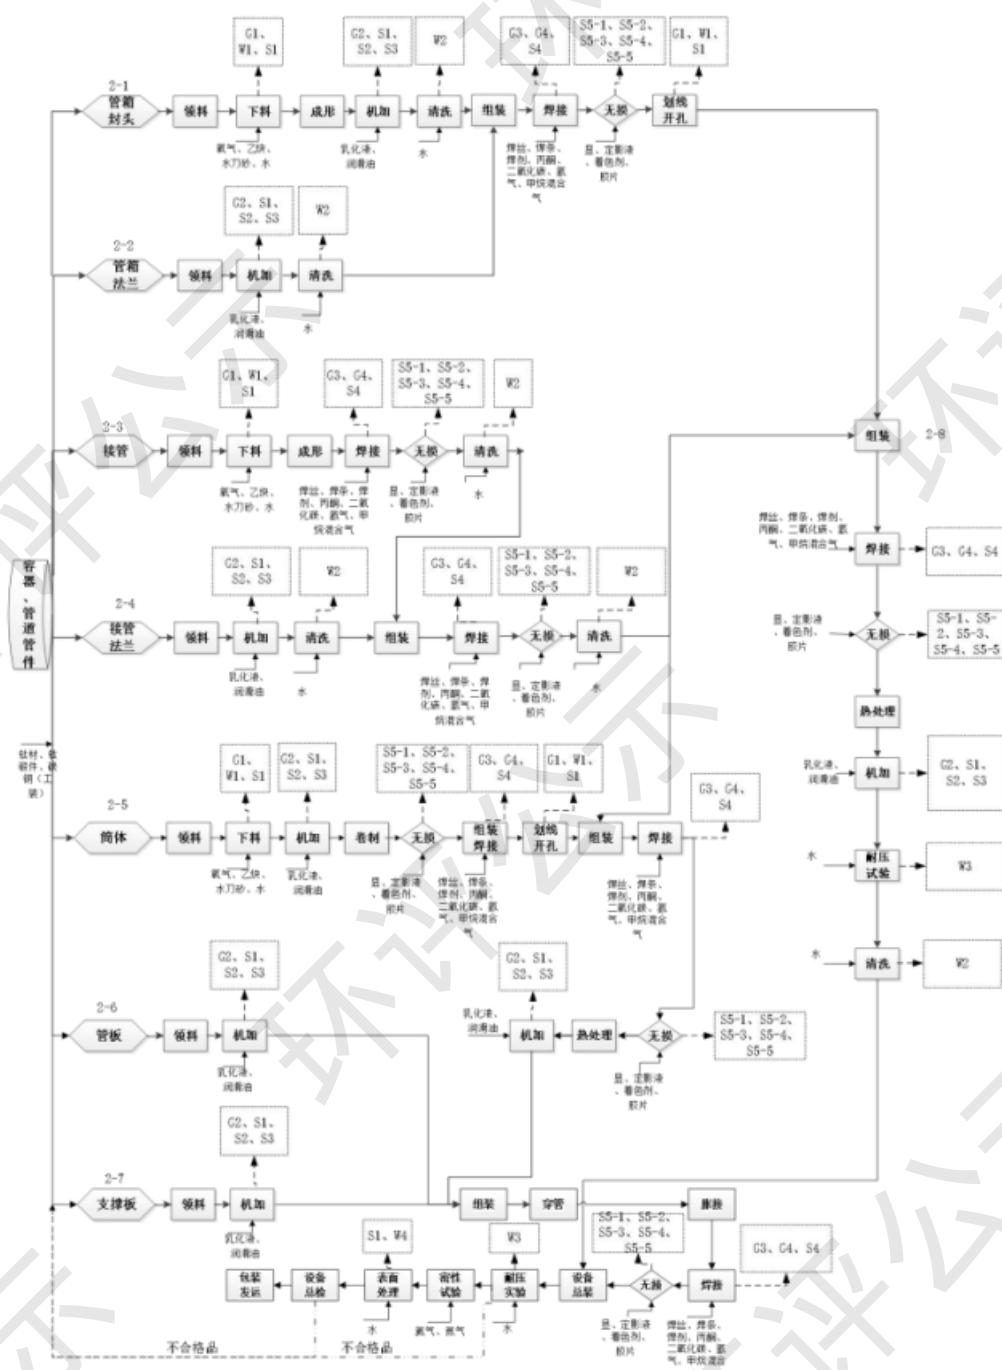 G1、
W1、S1
G2、S1、
S2、S3
W2
G3、G4、
S4
S5-1、S5-2、
S5-3、S5-4、
S5-5
G1、W1、
S1
2-1
管箱
封头
领料
下料
成形
机加
清洗
组装
焊接
无损
划线
开孔
氧气、乙炔、
水刀砂、水
乳化液、
润滑油
水
焊丝、焊条、
焊剂、丙酮、
二氧化碳、氩
气、甲烷混合
气
显、定影液
、着色剂、
胶片
G2、S1、
S2、S3
W2
2-2
管箱
法兰
领料
机加
清洗
乳化液、
润滑油
水
G1、W1、
S1
G3、G4、
S4
S5-1、S5-2、
S5-3、S5-4、
S5-5
W2
2-3
接管
领料
下料
成形
焊接
无损
清洗
组装
2-8
氧气、乙炔、
水刀砂、水
焊丝、焊条、焊
剂、丙酮、二氧
化碳、氩气、甲
烷混合气
显、定影液
、着色剂、
胶片
水
焊丝、焊条、焊剂、
丙酮、二氧化碳、氩
气、甲烷混合气
焊接
G3、G4、S4
容器、管道管件
G2、S1、
S2、S3
W2
G3、G4、
S4
S5-1、S5-2、
S5-3、S5-4、
S5-5
W2
2-4
接管
法兰
领料
机加
清洗
组装
焊接
无损
清洗
显、定影液
、着色剂、
胶片
无损
S5-1、S5-
2、S5-3、
S5-4、S5-5
乳化液、
润滑油
水
焊丝、焊条、焊
剂、丙酮、二氧
化碳、氩气、甲
烷混合气
显、定影液
、着色剂、
胶片
水
热处理
钛材、钛
锻件、碳
钢（工
装）
G1、
W1、S1
G2、S1、
S2、S3
S5-1、S5-2、
S5-3、S5-4、
S5-5
G3、G4、
S4
G1、W1、
S1
G3、G4、
S4
乳化液、
润滑油
机加
G2、S1、
S2、S3
2-5
筒体
领料
下料
机加
卷制
无损
组装
焊接
划线
开孔
组装
焊接
氧气、乙炔、
水刀砂、水
乳化液、
润滑油
显、定影液
、着色剂、
胶片
焊丝、焊条、
焊剂、丙酮、
二氧化碳、氩
气、甲烷混合
气
焊丝、焊条、
焊剂、丙酮、
二氧化碳、氩
气、甲烷混合
气
水
耐压
试验
W3
水
清洗
W2
G2、S1、
S2、S3
G2、S1、
S2、S3
2-6
管板
领料
机加
乳化液、
润滑油
乳化液、
润滑油
机加
热处理
无损
S5-1、S5-2、
S5-3、S5-4、
S5-5
显、定影液
、着色剂、
胶片
G2、S1、
S2、S3
2-7
支撑板
领料
机加
组装
穿管
胀接
乳化液、
润滑油
S1、W4
W3
S5-1、S5-2、
S5-3、S5-4、
S5-5
G3、G4、S4
包装
发运
设备
总检
表面
处理
密性
试验
耐压
实验
设备
总装
无损
焊接
水
氮气、氦气
水
显、定影液
、着色剂、
胶片
焊丝、焊条、
焊剂、丙酮、
二氧化碳、氩
气、甲烷混合
不合格品
不合格品
环评公示